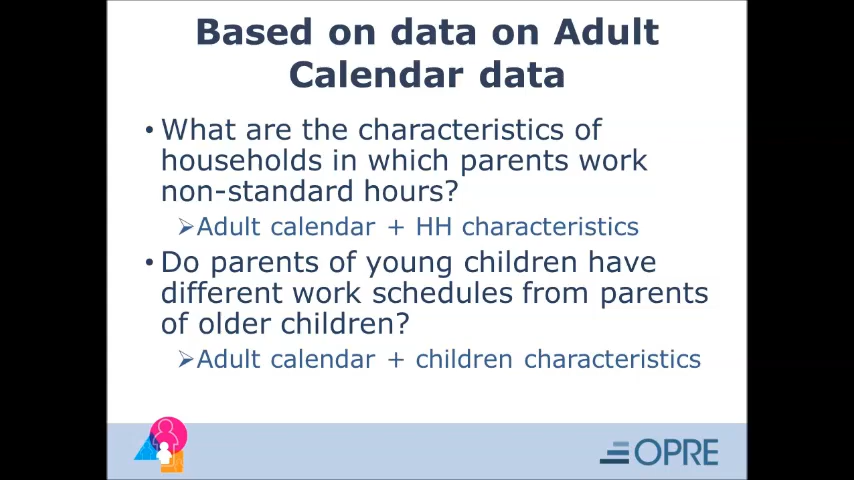 Based on data on Adult
Calendar data
• What are the characteristics of
households in which parents work
non-standard hours?
➢Adult calendar + HH characteristics
• Do parents of young children have
different work schedules from parents
of older children?
➢Adult calendar + children characteristics
OPRE